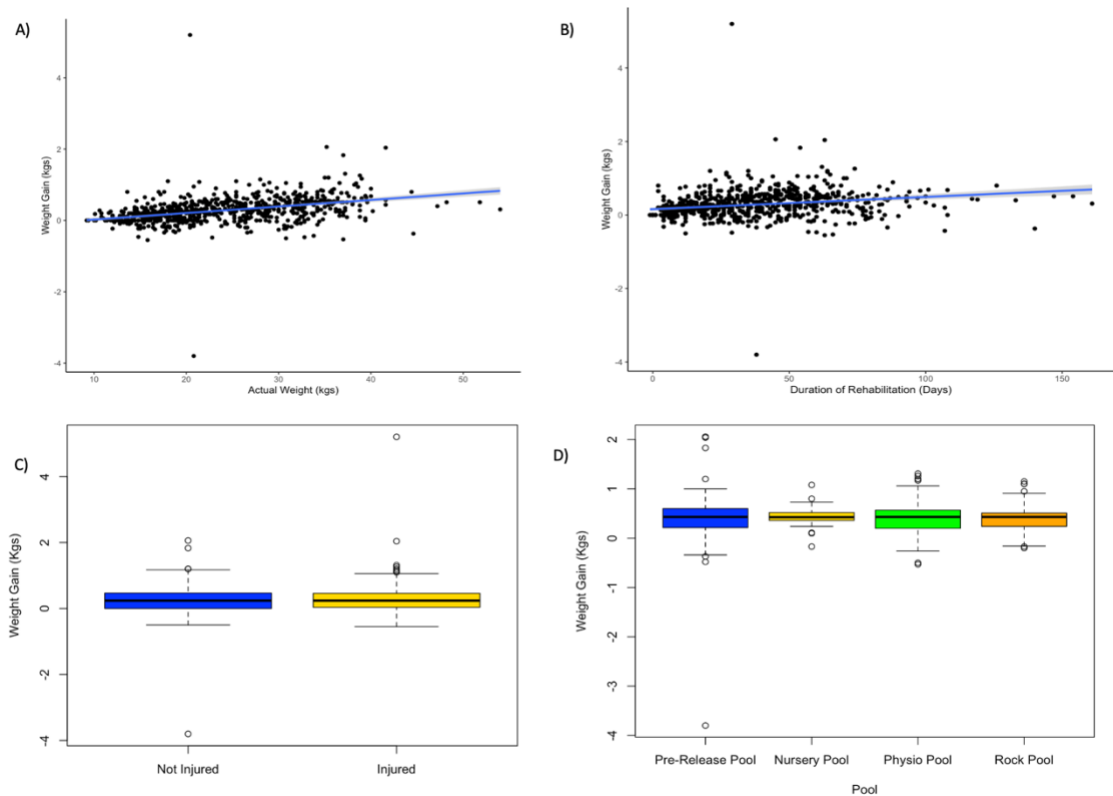 A)
Weight Gain (kgs)
4
2
0
-2
-4
10
20
30
40
50
Actual Weight (kgs)
B)
Weight Gain (kgs)
4
2
0
-2
-4
0
50
100
150
Duration of Rehabilitation (Days)
C)
Weight Gain (Kgs)
4
2
0
-2
-4
Not Injured
Injured
D)
Weight Gain (Kgs)
2
1
0
-1
-2
-3
-4
Pre-Release Pool
Nursery Pool
Physio Pool
Rock Pool
Pool